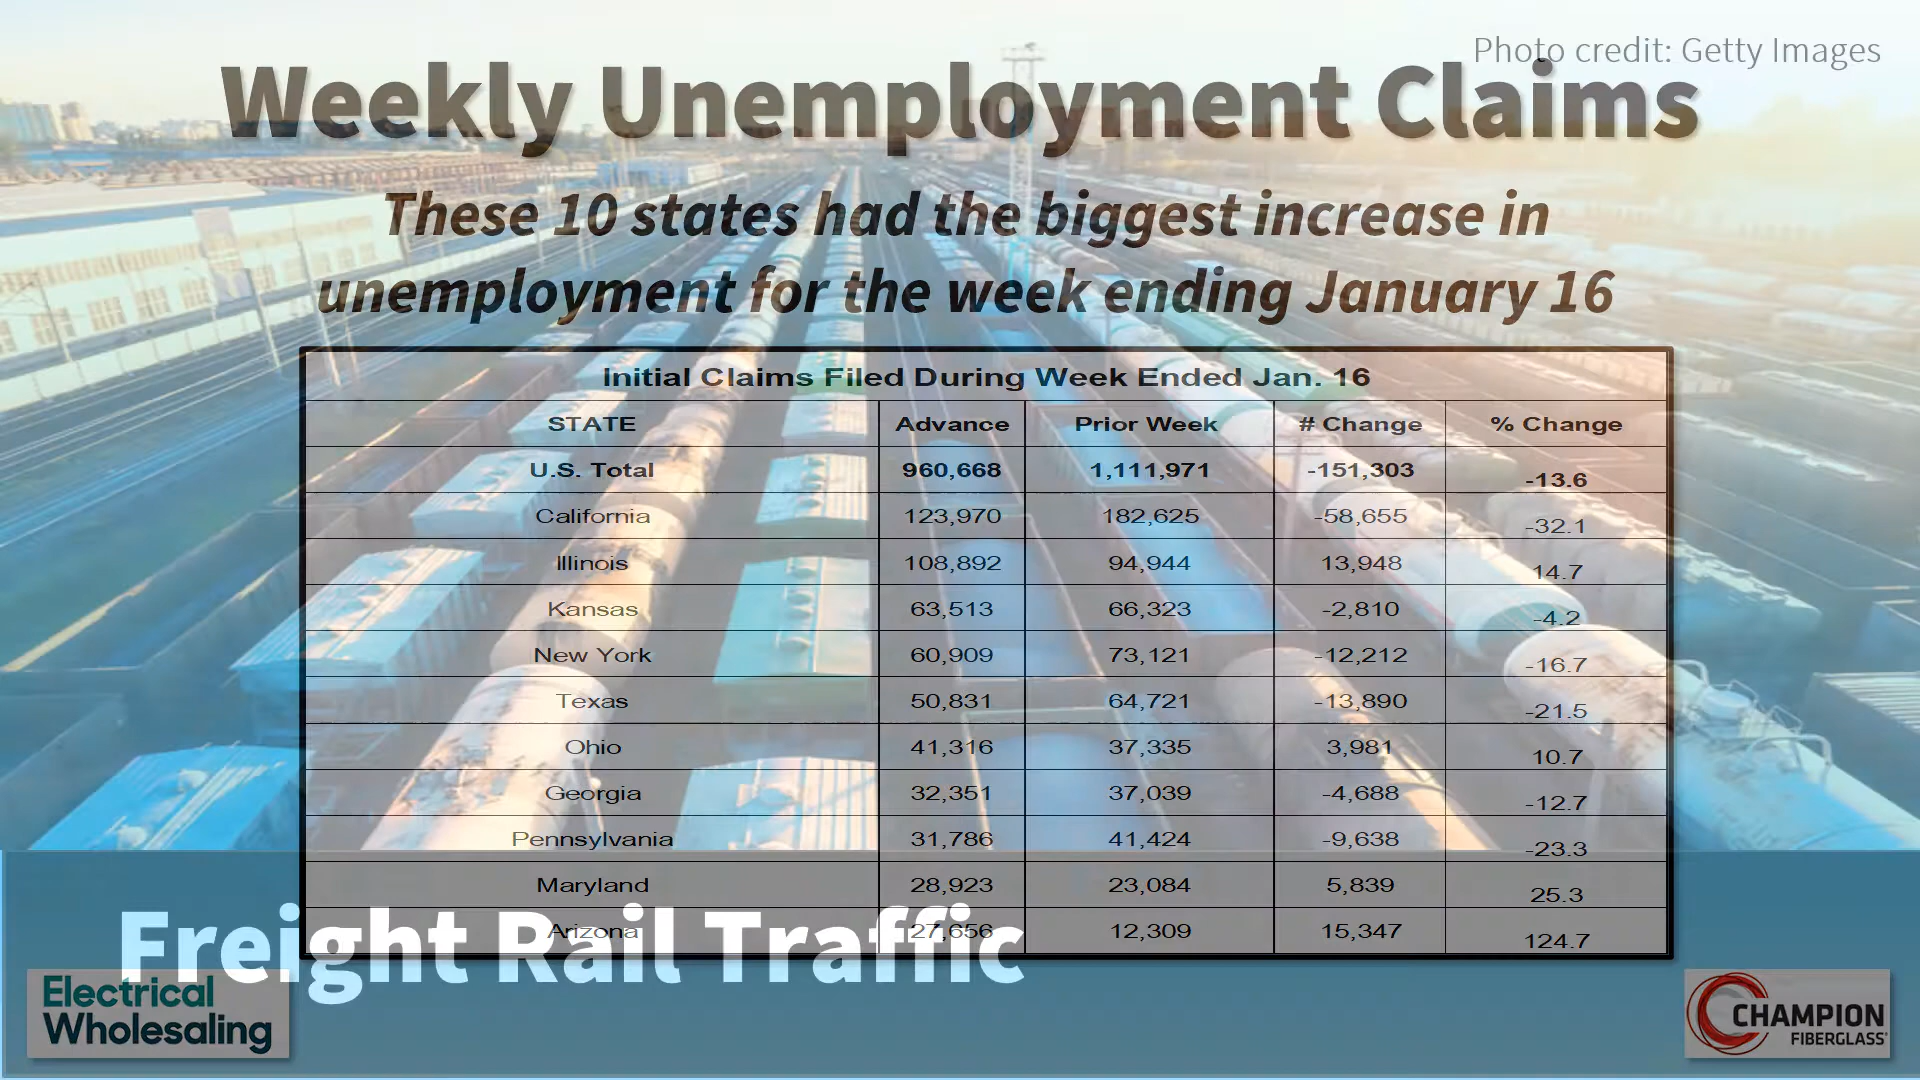 Photo credit: Getty Images
Weekly Unemployment Claims
These 10 states had the biggest increase in
unemployment for the week ending January 16
Initial Claims Filed During Week Ended Jan. 16
STATE Advance Prior Week # Change % Change
U.S. Total 960,668 1,111,971 -151,303 -13.6
California 123,970 182,625 -58,655 -32.1
Illinois 108,892 94,944 13,948 14.7
Kansas 63,513 66,323 -2,810 -4.2
New York 60,909 73,121 -12,212 -16.7
Texas 50,831 64,721 -13,890 -21.5
Ohio 41,316 37,335 3,981 10.7
Georgia 32,351 37,039 -4,688 -12.7
Pennsylvania 31,786 41,424 -9,638 -23.3
Maryland 28,923 23,084 5,839 25.3
Arizona 27,656 12,309 15,347 124.7
Freight Rail Traffic
Electrical
Wholesaling
CHAMPION
FIBERGLASS®